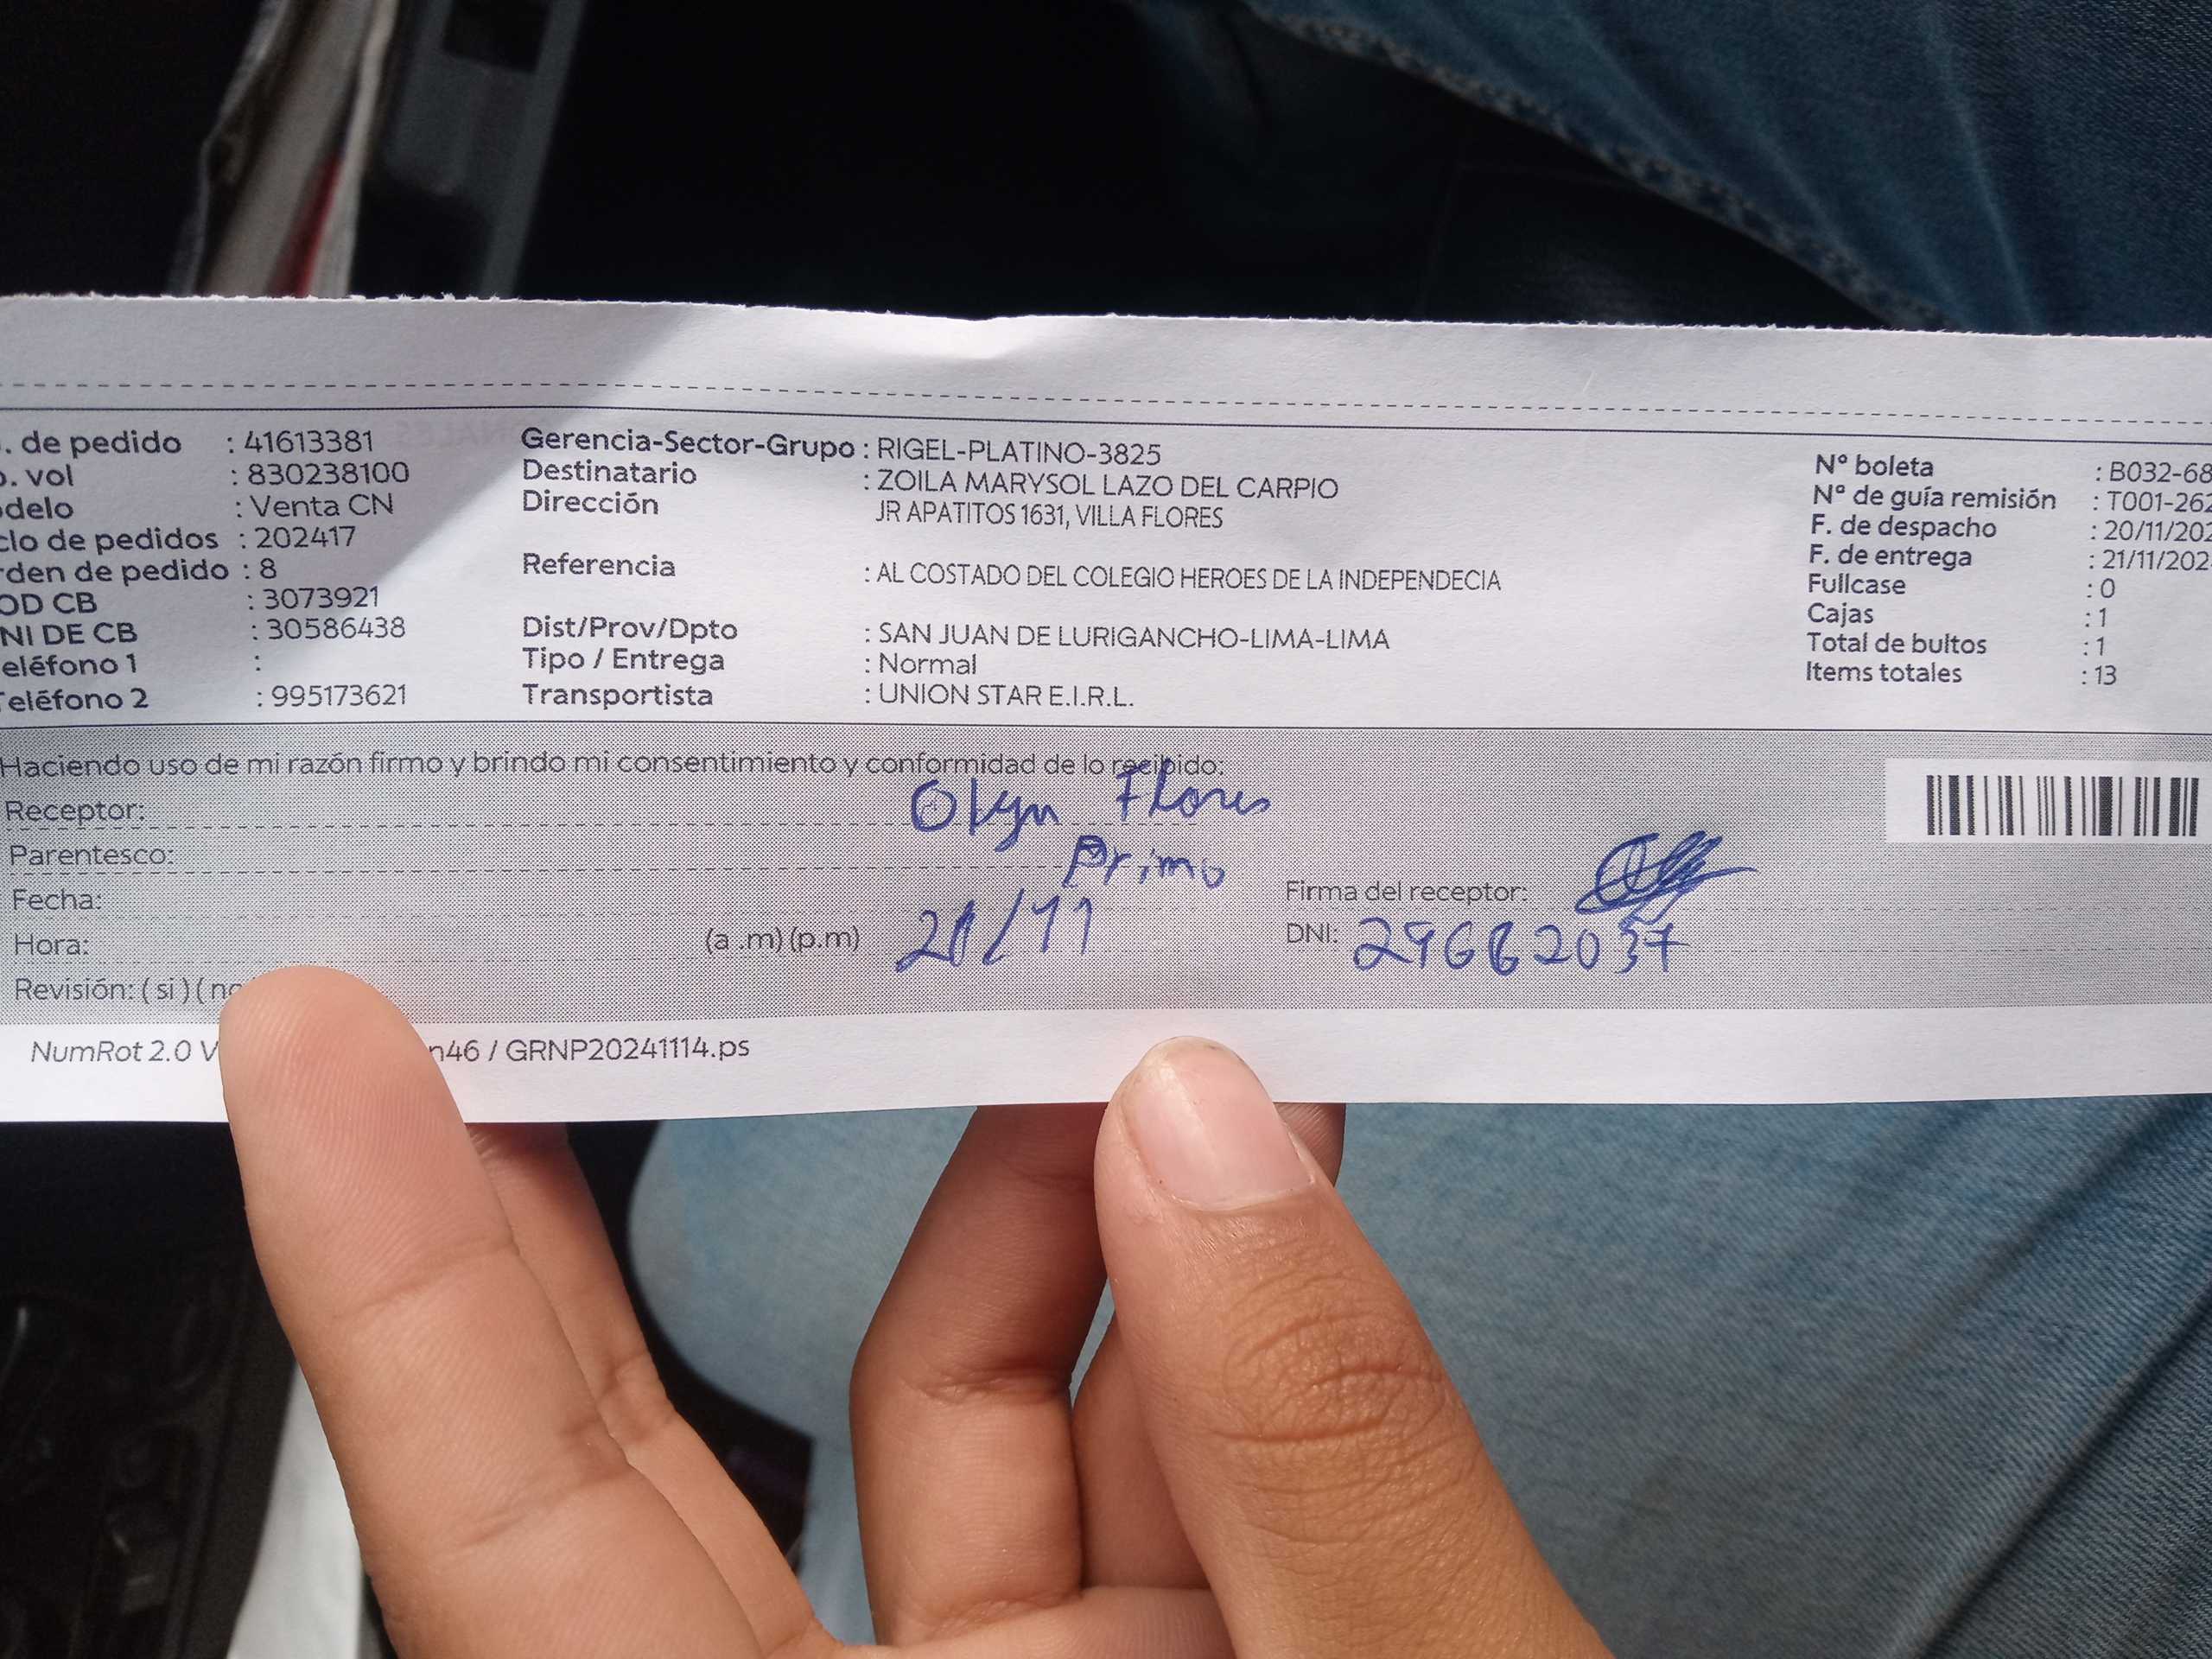 . de pedido : 41613381
o. vol : 830238100
odelo : Venta CN
clo de pedidos : 202417
rden de pedido : 8
OD CB : 3073921
NI DE CB : 30586438
eléfono 1 :
Teléfono 2 : 995173621
Gerencia-Sector-Grupo : RIGEL-PLATINO-3825
Destinatario : ZOILA MARYSOL LAZO DEL CARPIO
Dirección JR APATITOS 1631, VILLA FLORES
Referencia : AL COSTADO DEL COLEGIO HEROES DE LA INDEPENDECIA
Dist/Prov/Dpto : SAN JUAN DE LURIGANCHO-LIMA-LIMA
Tipo / Entrega : Normal
Transportista : UNION STAR E.I.R.L.
Nº boleta : B032-68
Nº de guía remisión : T001-262
F. de despacho : 20/11/202
F. de entrega : 21/11/202
Fullcase : 0
Cajas : 1
Total de bultos : 1
Items totales : 13
Haciendo uso de mi razón firmo y brindo mi consentimiento y conformidad de lo recibido:
Receptor: Flores
Parentesco: Primo
Fecha:
Hora: (a .m) (p.m) 21/11
Revisión: ( si ) ( no
Firma del receptor:
DNI:
NumRot 2.0 V n46 / GRNP20241114.ps